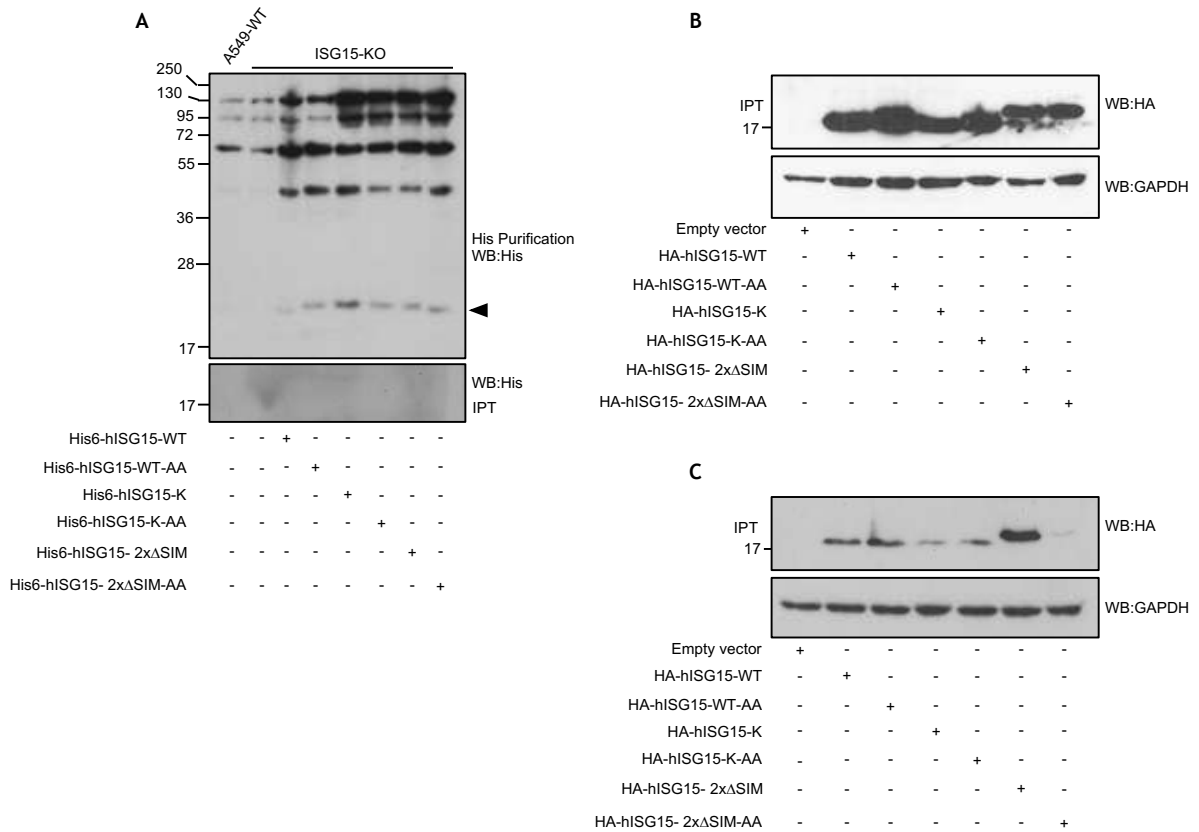 A
A549-WT
ISG15-KO
250
130
95
72
55
36
28
17
His Purification
WB:His
17
WB:His
IPT
His6-hISG15-WT - - + - - - - -
His6-hISG15-WT-AA - - - + - - - -
His6-hISG15-K - - - - + - - -
His6-hISG15-K-AA - - - - - + - -
His6-hISG15- 2xΔSIM - - - - - - + -
His6-hISG15- 2xΔSIM-AA - - - - - - - +
B
IPT
17
WB:HA
WB:GAPDH
Empty vector + - - - - - -
HA-hISG15-WT - + - - - - -
HA-hISG15-WT-AA - - + - - - -
HA-hISG15-K - - - + - - -
HA-hISG15-K-AA - - - - + - -
HA-hISG15- 2xΔSIM - - - - - + -
HA-hISG15- 2xΔSIM-AA - - - - - - +
C
IPT
17
WB:HA
WB:GAPDH
Empty vector + - - - - - -
HA-hISG15-WT - + - - - - -
HA-hISG15-WT-AA - - + - - - -
HA-hISG15-K - - - + - - -
HA-hISG15-K-AA - - - - + - -
HA-hISG15- 2xΔSIM - - - - - + -
HA-hISG15- 2xΔSIM-AA - - - - - - +